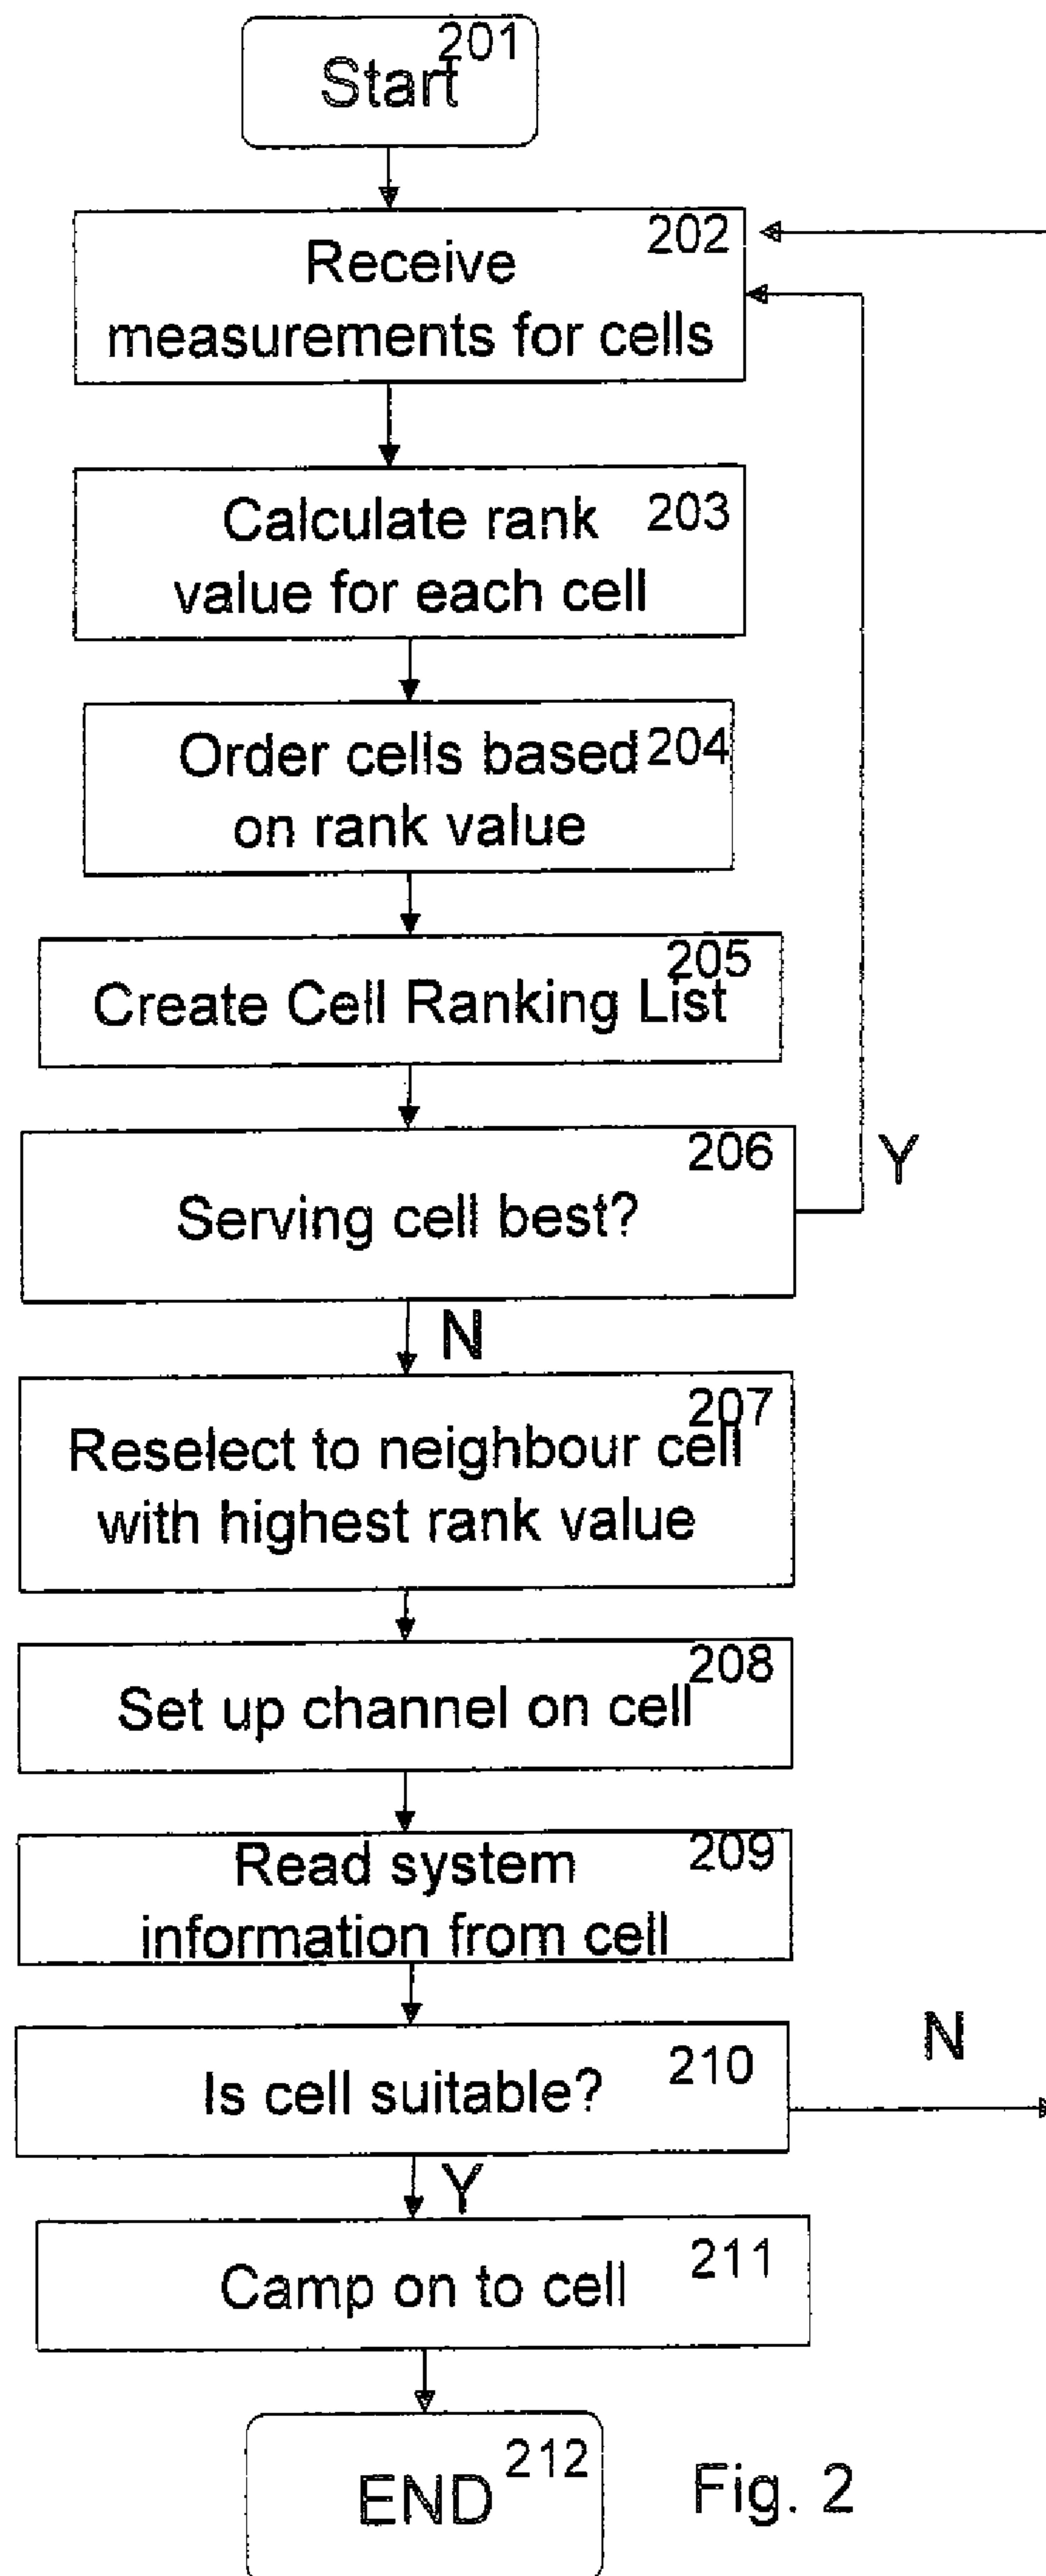 201
Start
202
Receive
measurements for cells
203
Calculate rank
value for each cell
204
Order cells based
on rank value
205
Create Cell Ranking List
206
Serving cell best?
Y
N
207
Reselect to neighbour cell
with highest rank value
208
Set up channel on cell
209
Read system
information from cell
210
Is cell suitable?
N
Y
211
Camp on to cell
212
END
Fig. 2